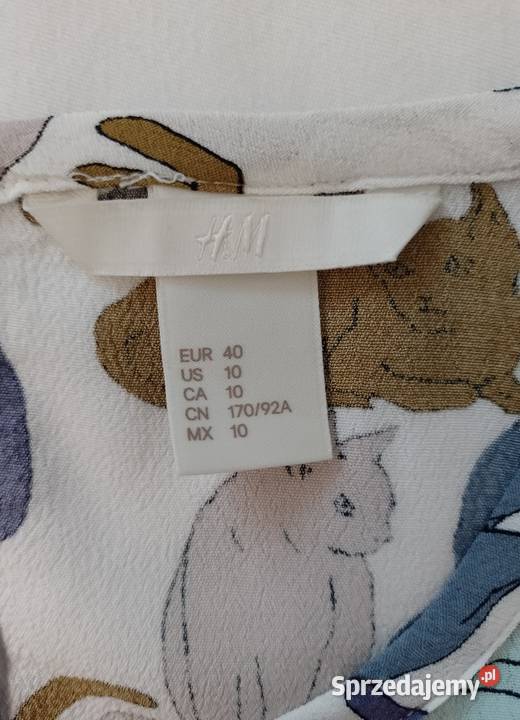 H&M
EUR 40
US 10
CA 10
CN 170/92A
MX 10
Sprzedajemy.pl